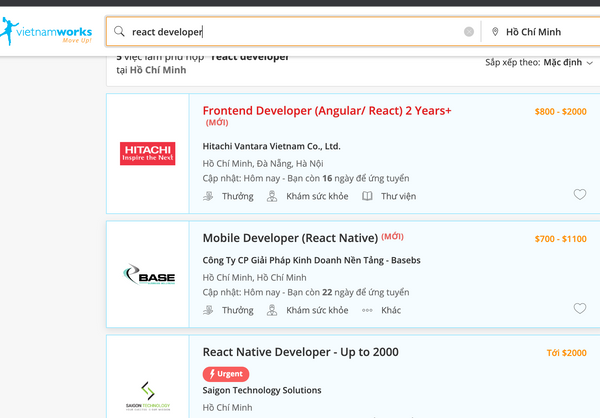 vietnamworks
Move Up!
react developer
Hồ Chí Minh
5 việc làm phù hợp "react developer"
tại Hồ Chí Minh
Sắp xếp theo: Mặc định
HITACHI
Inspire the Next
Frontend Developer (Angular/ React) 2 Years+
(MỚI)
$800 - $2000
Hitachi Vantara Vietnam Co., Ltd.
Hồ Chí Minh, Đà Nẵng, Hà Nội
Cập nhật: Hôm nay - Bạn còn 16 ngày để ứng tuyển
Thưởng Khám sức khỏe Thư viện
BASE
Mobile Developer (React Native) (MỚI)
$700 - $1100
Công Ty CP Giải Pháp Kinh Doanh Nền Tảng - Basebs
Hồ Chí Minh, Hồ Chí Minh
Cập nhật: Hôm nay - Bạn còn 22 ngày để ứng tuyển
Thưởng Khám sức khỏe Khác
SAIGON TECHNOLOGY
React Native Developer - Up to 2000
Tới $2000
Urgent
Saigon Technology Solutions
Hồ Chí Minh